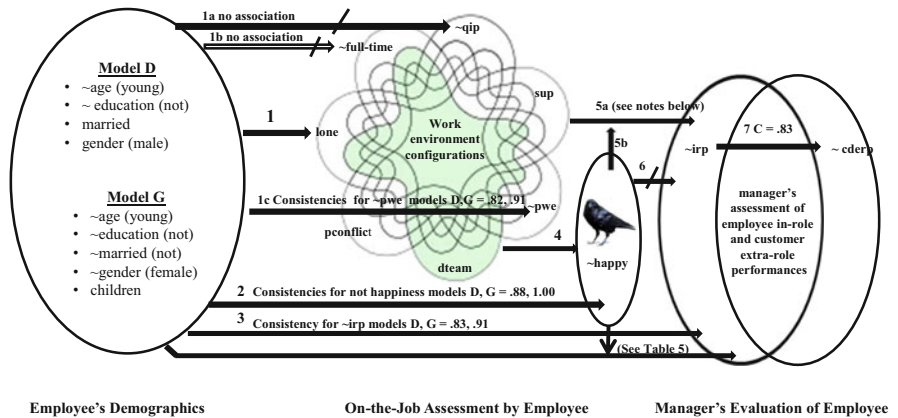 1a no association
~qip
1b no association
~full-time
Model D
• ~age (young)
• ~ education (not)
• married
• gender (male)
sup
5a (see notes below)
1
lone
Work
environment
configurations
5b
~irp
7 C = .83
~ cderp
6
Model G
• ~age (young)
• ~education (not)
• ~married (not)
• ~gender (female)
• children
1c Consistencies for ~pwe models D,G = .82, .91
~pwe
pconflict
4
dteam
~happy
manager's
assessment of
employee in-role
and customer
extra-role
performances
2 Consistencies for not happiness models D, G = .88, 1.00
3 Consistency for ~irp models D, G = .83, .91
(See Table 5)
Employee's Demographics
On-the-Job Assessment by Employee
Manager's Evaluation of Employee